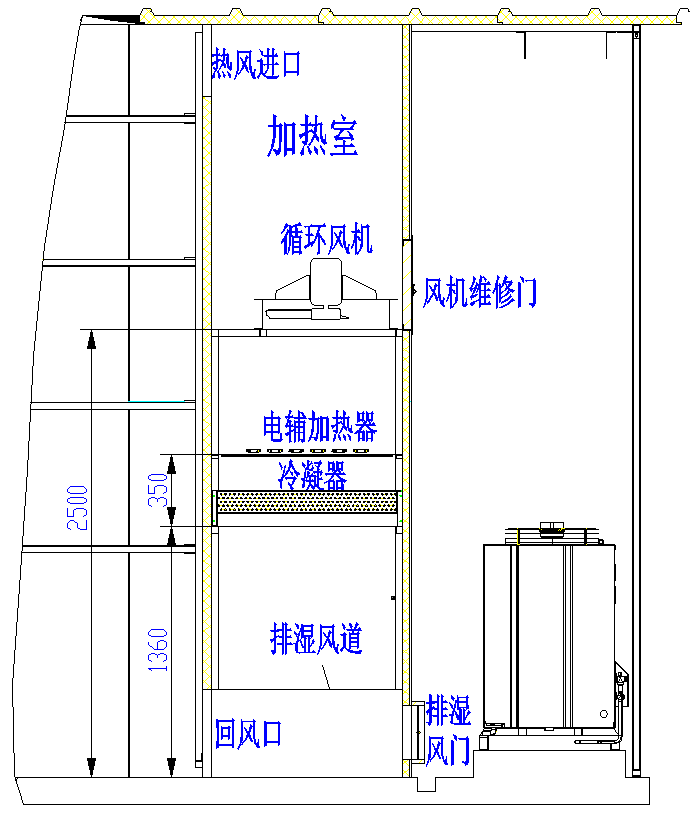 热风进口
加热室
循环风机
风机维修门
电辅加热器
冷凝器
350
2500
1360
排湿风道
回风口
排湿
风门